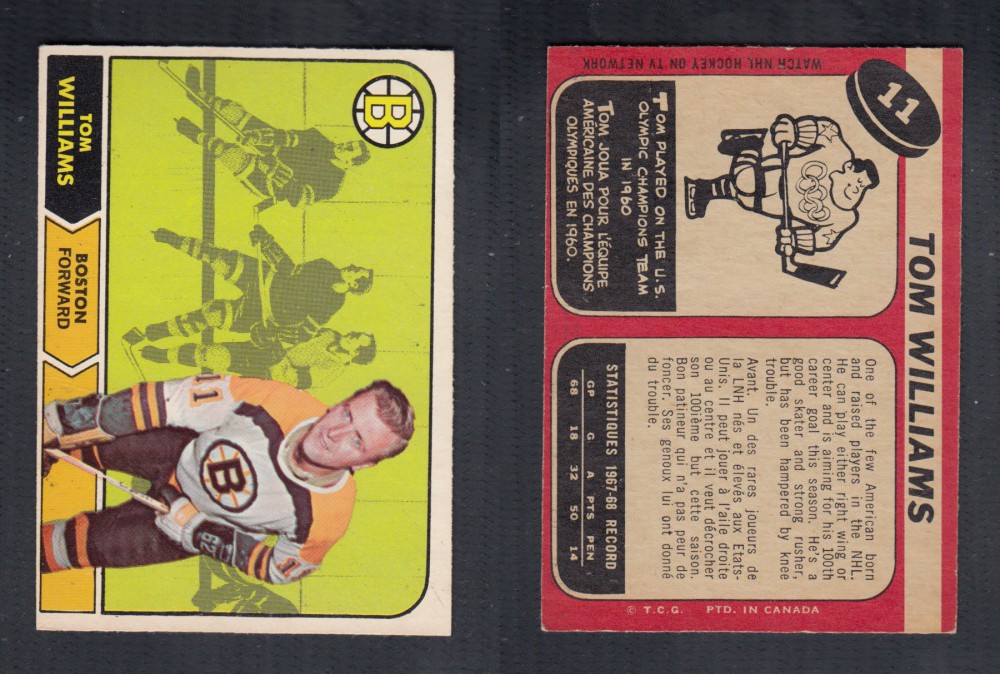 TOM
WILLIAMS
BOSTON
FORWARD
B
11
B
11
29
WATCH NHL HOCKEY ON TV NETWORK
11
TOM PLAYED ON THE U.S.
OLYMPIC CHAMPIONS TEAM
IN 1960
TOM JOUA POUR L'ÉQUIPE
AMÉRICAINE DES CHAMPIONS
OLYMPIQUES EN 1960.
TOM WILLIAMS
One of the few American born
and raised players in the NHL.
He can play either right wing or
center and is aiming for his 100th
career goal this season. He's a
good skater and strong rusher,
but has been hampered by knee
trouble.
Avant. Un des rares joueurs de
la LNH nés et élevés aux Etats-
Unis. Il peut jouer à l'aile droite
ou au centre et il veut décrocher
son 100ième but cette saison.
Bon patineur qui n'a pas peur de
foncer. Ses genoux lui ont donné
du trouble.
STATISTIQUES 1967-68 RECORD
GP G A PTS PEN
68 18 32 50 14
© T.C.G. PTD. IN CANADA